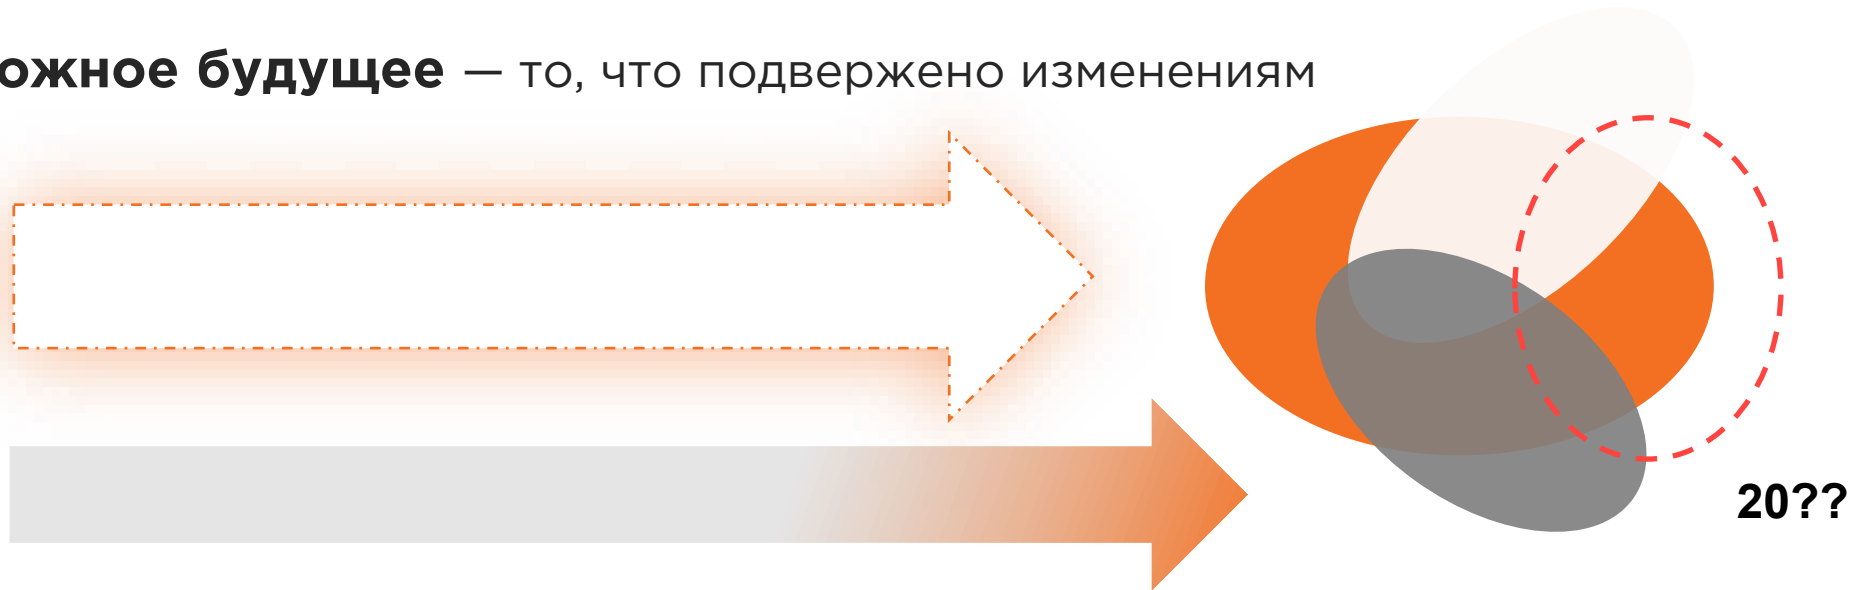 ожное будущее — то, что подвержено изменениям
20??